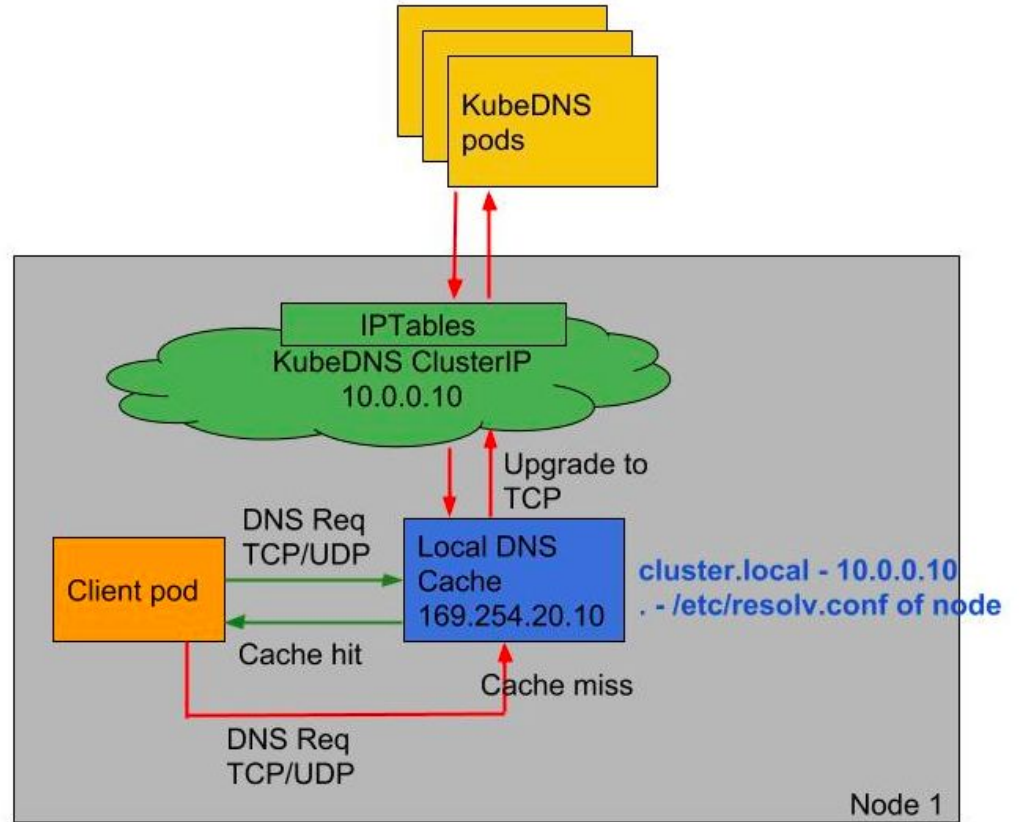 KubeDNS
pods
IPTables
KubeDNS ClusterIP
10.0.0.10
Upgrade to
TCP
DNS Req
TCP/UDP
Client pod
Local DNS
Cache
169.254.20.10
cluster.local - 10.0.0.10
. - /etc/resolv.conf of node
Cache hit
Cache miss
DNS Req
TCP/UDP
Node 1